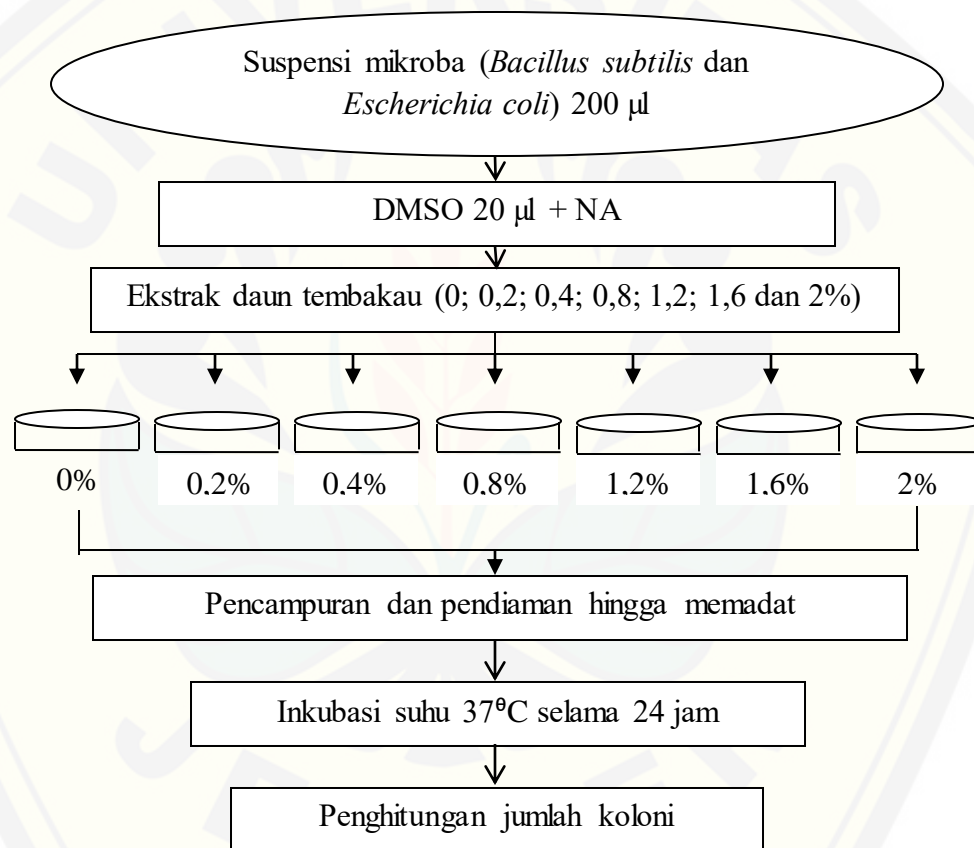 Suspensi mikroba (Bacillus subtilis dan
Escherichia coli) 200 µl
DMSO 20 µl + NA
Ekstrak daun tembakau (0; 0,2; 0,4; 0,8; 1,2; 1,6 dan 2%)
0% 0,2% 0,4% 0,8% 1,2% 1,6% 2%
Pencampuran dan pendiaman hingga memadat
Inkubasi suhu 37⁰C selama 24 jam
Penghitungan jumlah koloni